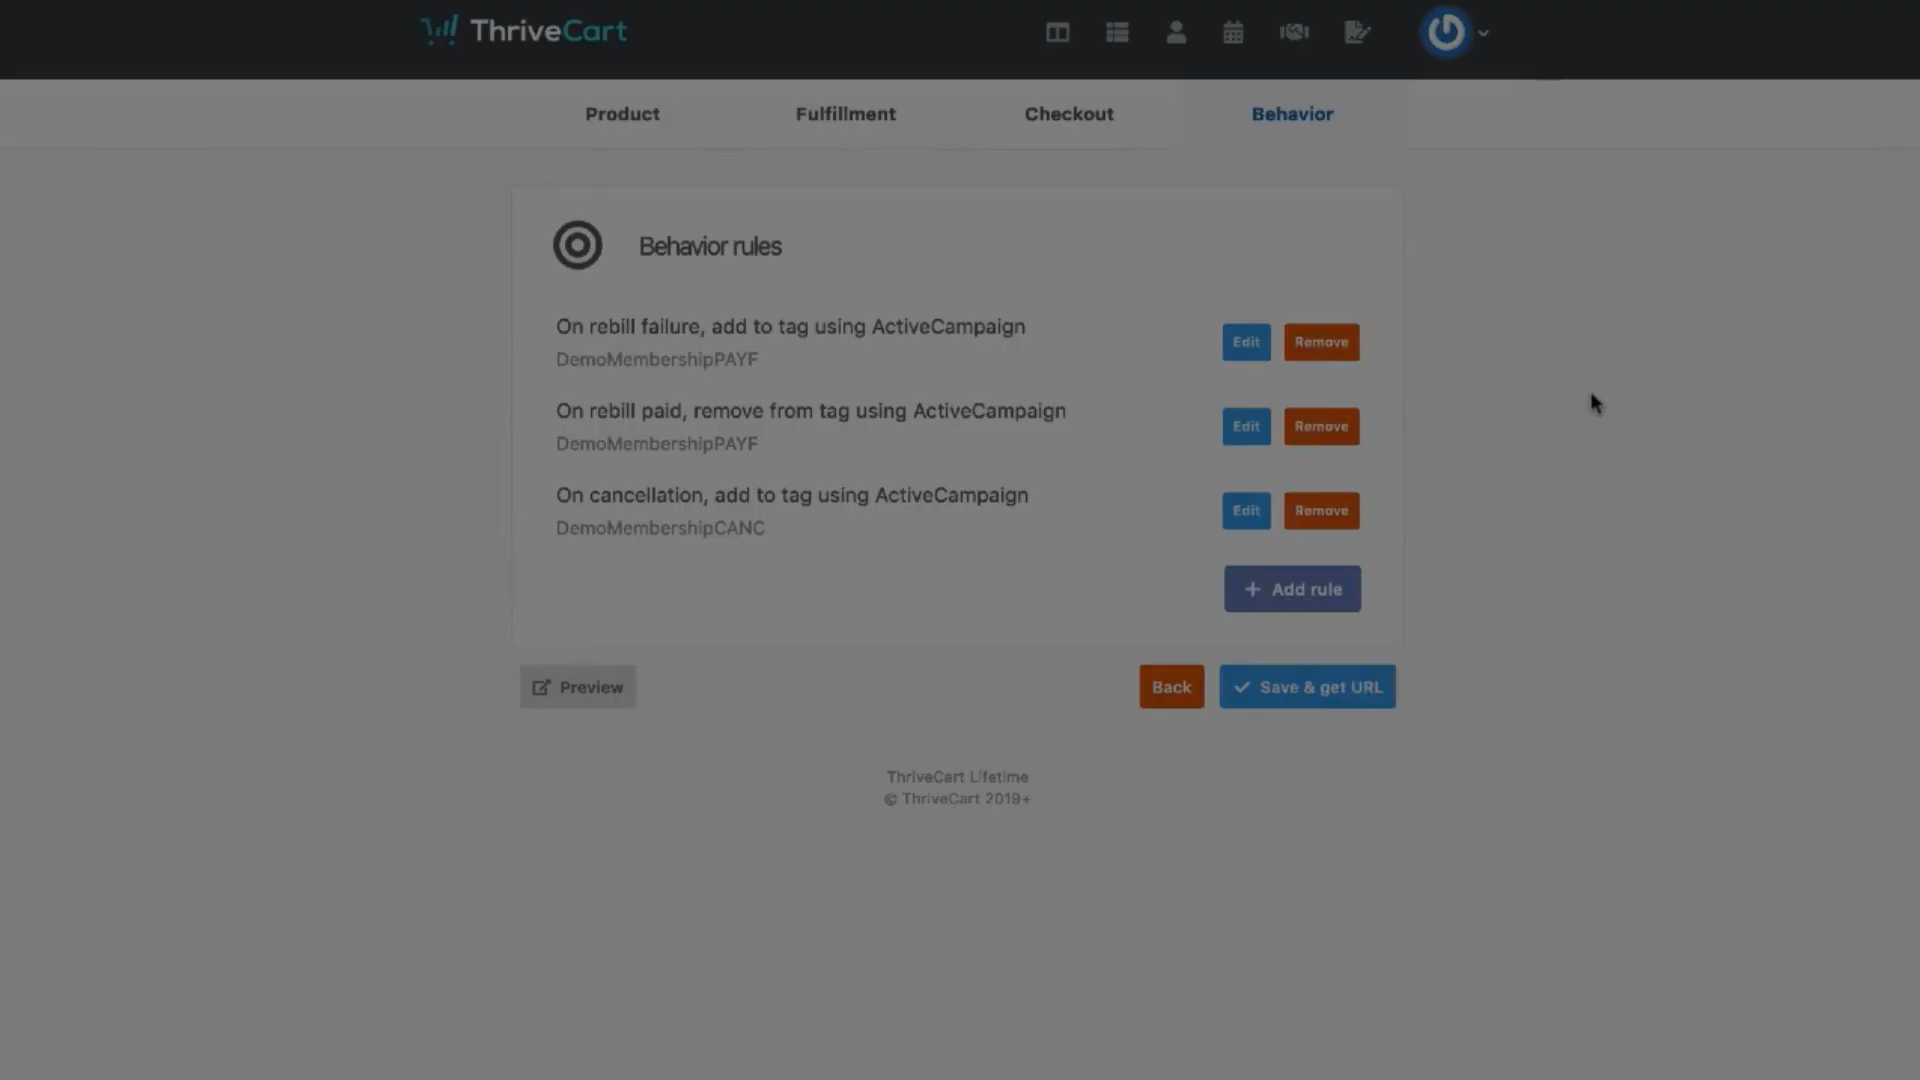 ThriveCart
Product
Fulfillment
Checkout
Behavior
Behavior rules
On rebill failure, add to tag using ActiveCampaign
DemoMembershipPAYF
Edit
Remove
On rebill paid, remove from tag using ActiveCampaign
DemoMembershipPAYF
Edit
Remove
On cancellation, add to tag using ActiveCampaign
DemoMembershipCANC
Edit
Remove
+ Add rule
Preview
Back
Save & get URL
ThriveCart Lifetime
© ThriveCart 2019+